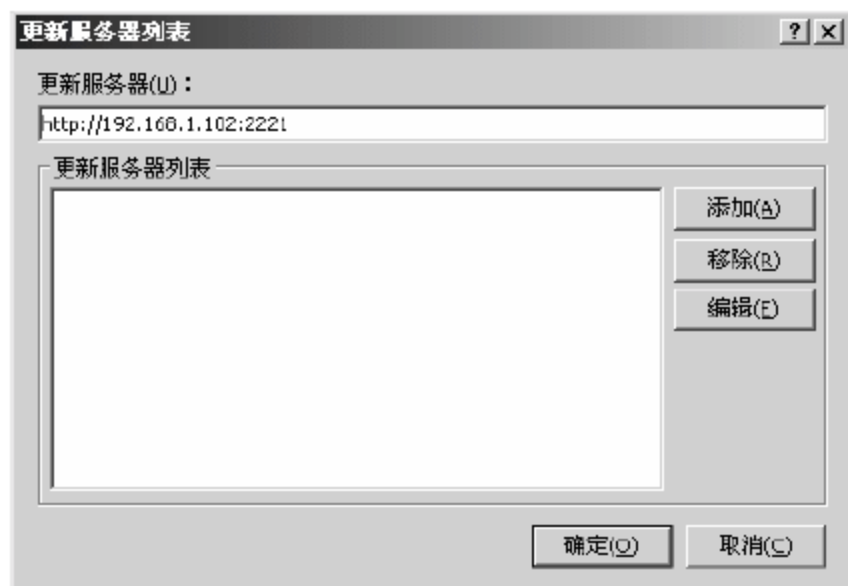 更新服务器列表
更新服务器(U)：
http://192.168.1.102:2221
更新服务器列表
添加(A)
移除(R)
编辑(E)
确定(O)
取消(C)